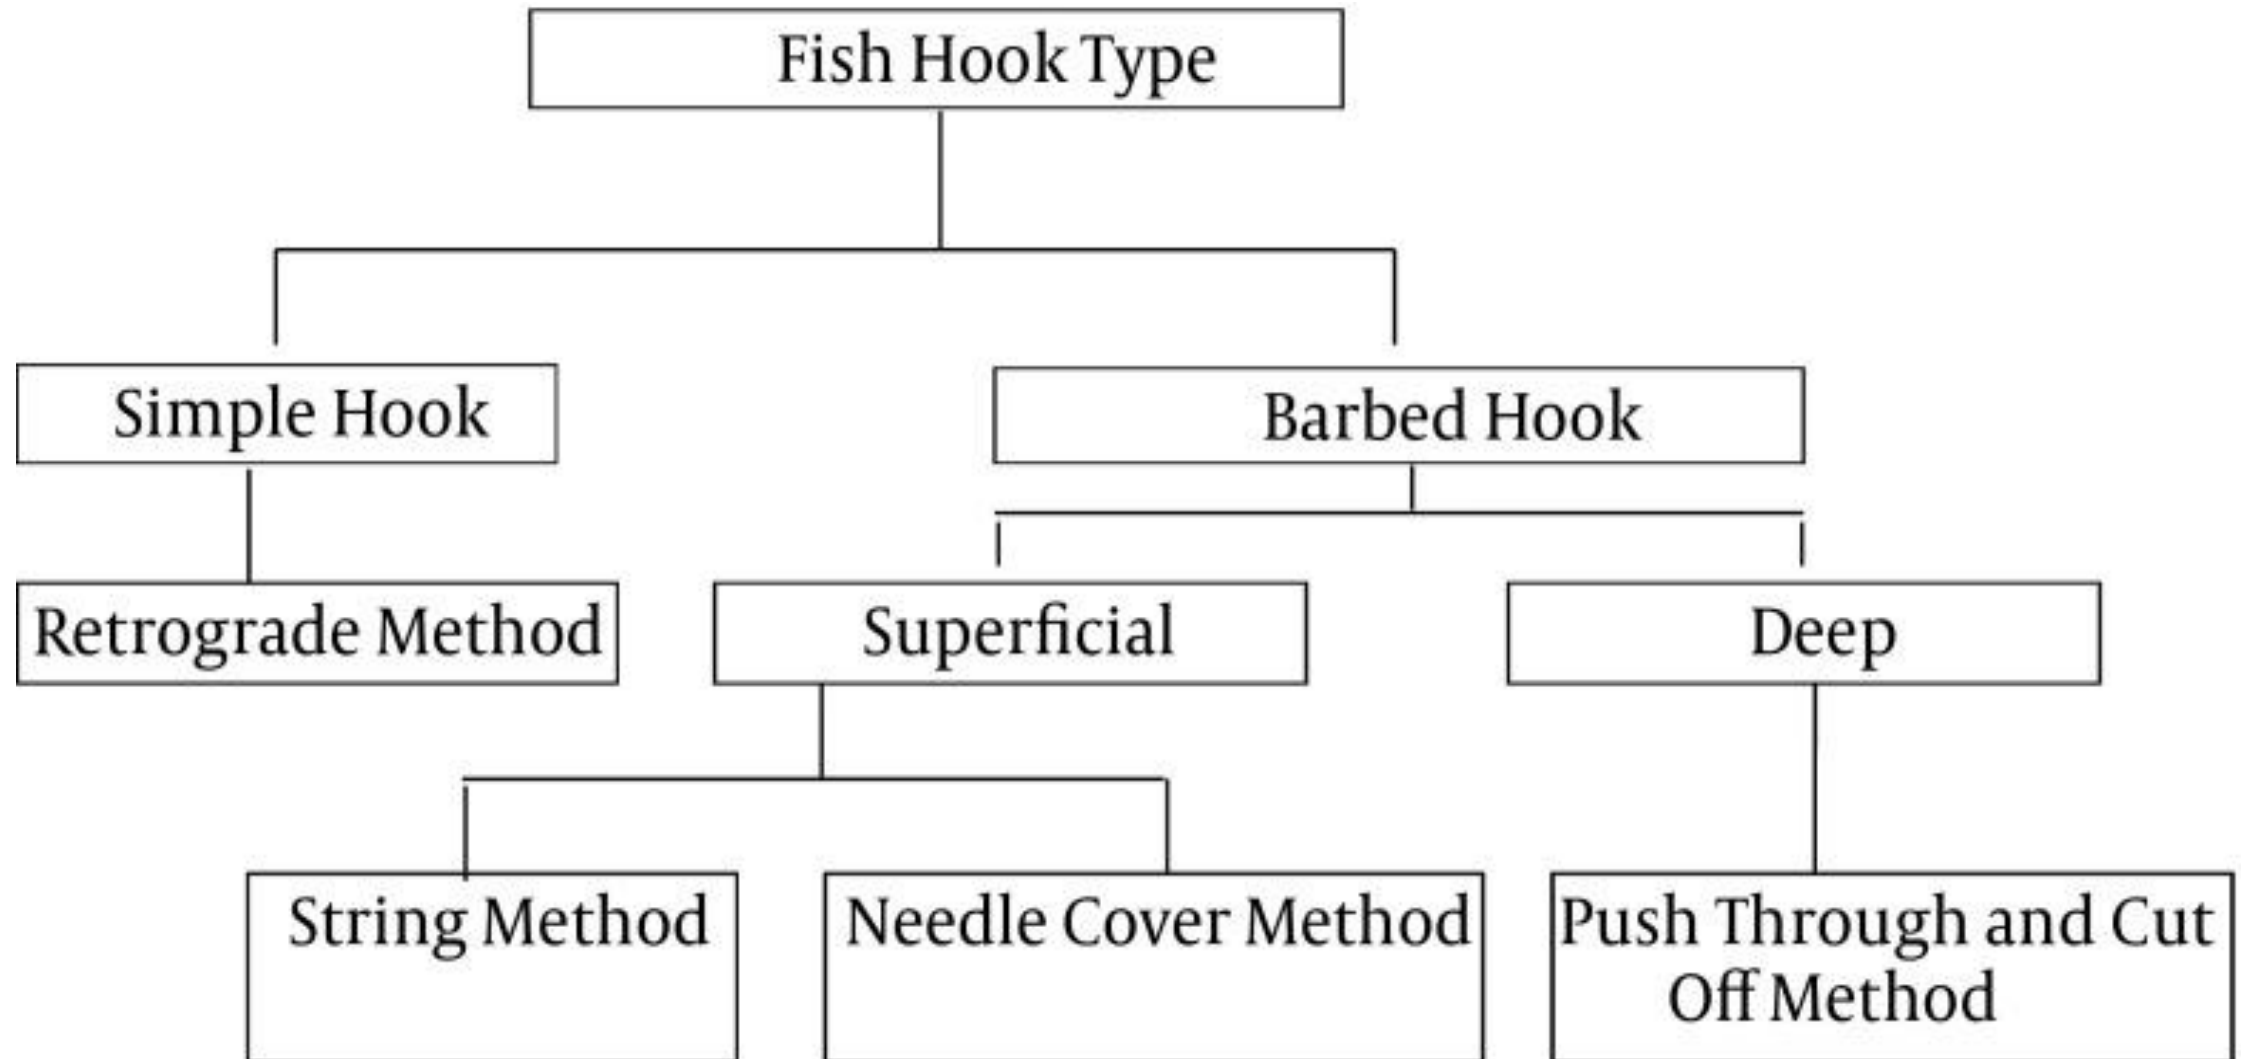 Fish Hook Type
Simple Hook
Barbed Hook
Retrograde Method
Superficial
Deep
String Method
Needle Cover Method
Push Through and Cut
Off Method